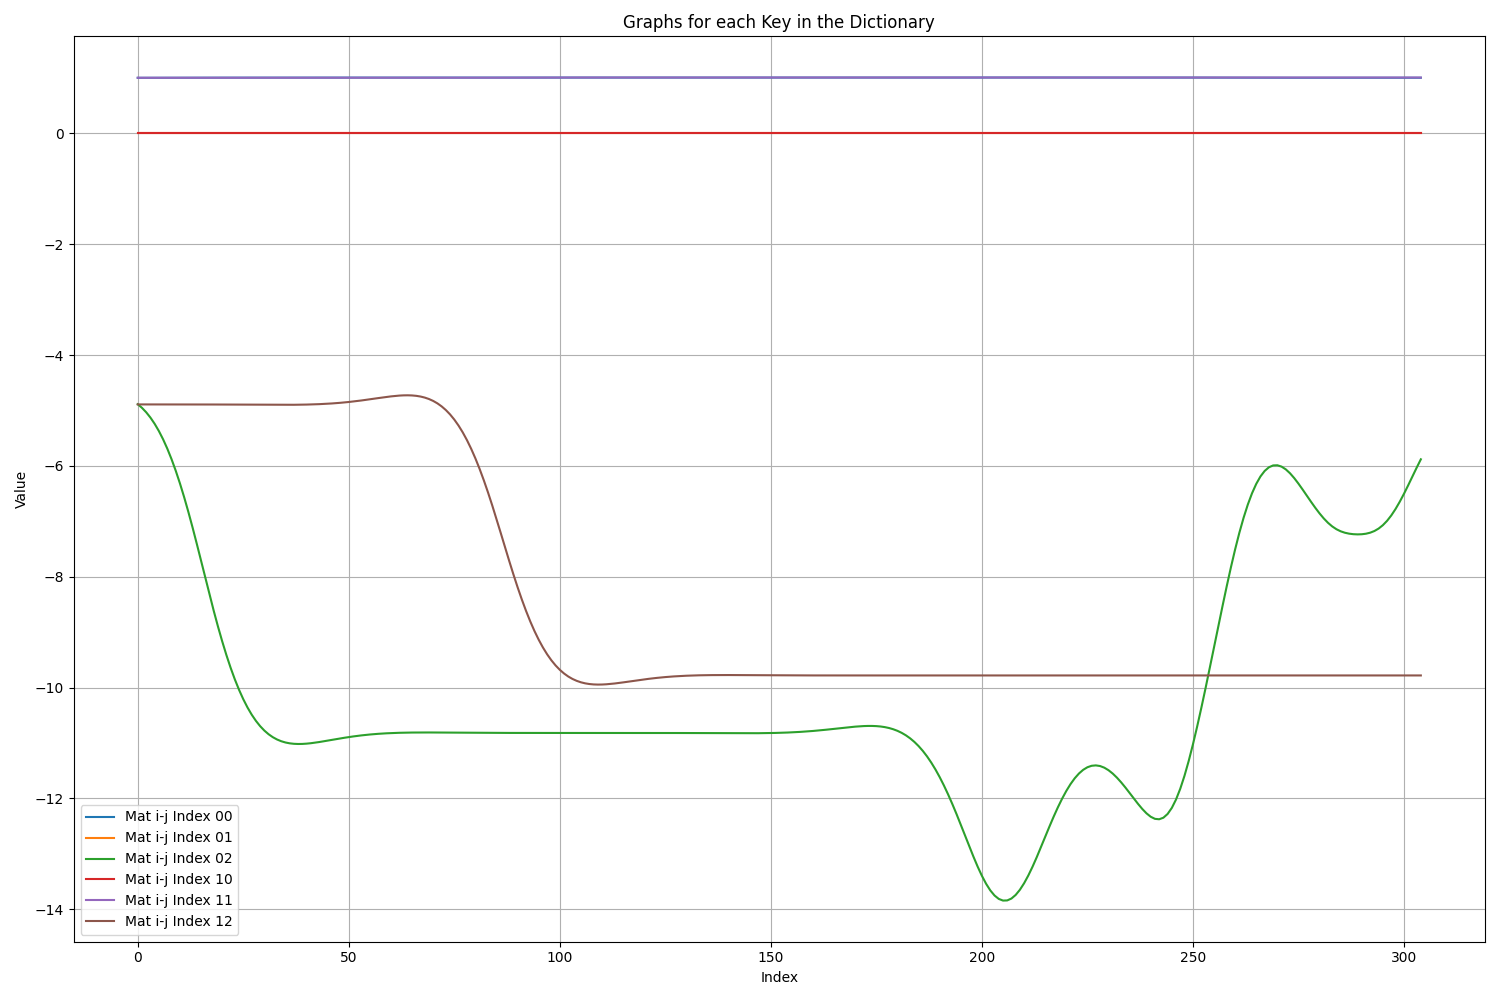 Graphs for each Key in the Dictionary
Value
0
−2
−4
−6
−8
−10
−12
−14
Mat i-j Index 00
Mat i-j Index 01
Mat i-j Index 02
Mat i-j Index 10
Mat i-j Index 11
Mat i-j Index 12
0 50 100 150 200 250 300
Index